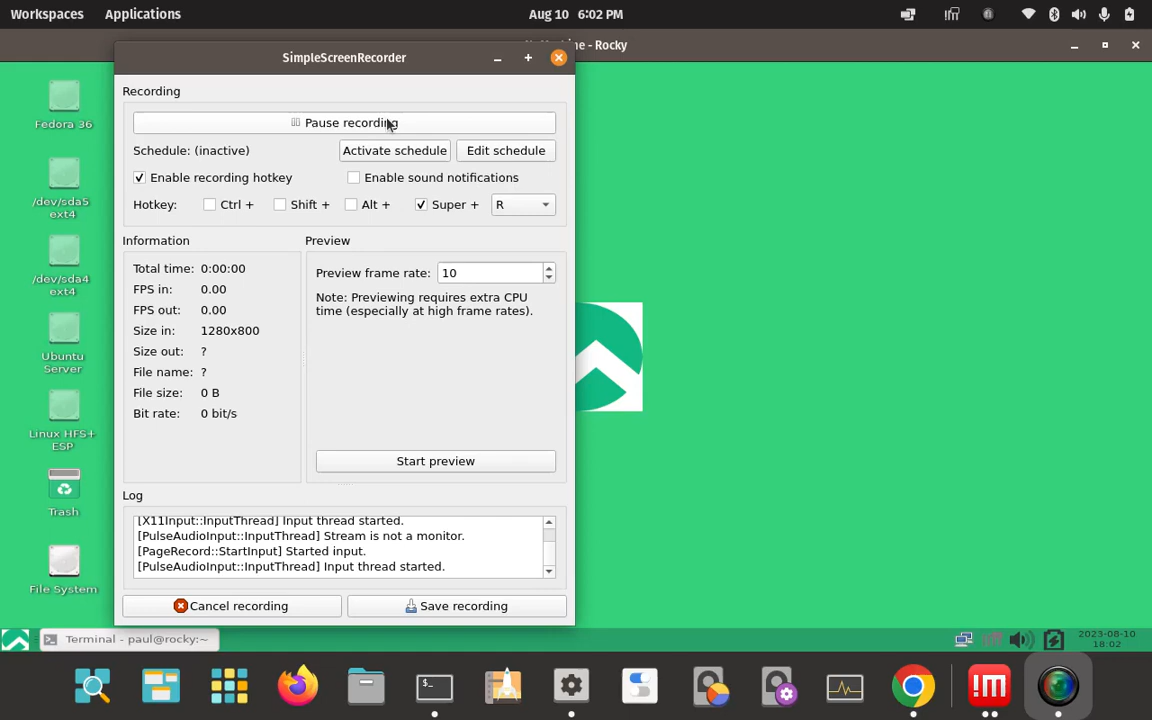 Workspaces Applications Aug 10 6:02 PM
- Rocky
SimpleScreenRecorder
Recording
Pause recording
Schedule: (inactive) Activate schedule Edit schedule
Enable recording hotkey Enable sound notifications
Hotkey: Ctrl + Shift + Alt + Super + R
Information Preview
Total time: 0:00:00
FPS in: 0.00
FPS out: 0.00
Size in: 1280x800
Size out: ?
File name: ?
File size: 0 B
Bit rate: 0 bit/s
Preview frame rate: 10
Note: Previewing requires extra CPU
time (especially at high frame rates).
Start preview
Log
[X11Input::InputThread] Input thread started.
[PulseAudioInput::InputThread] Stream is not a monitor.
[PageRecord::StartInput] Started input.
[PulseAudioInput::InputThread] Input thread started.
Cancel recording Save recording
Fedora 36
/dev/sda5
ext4
/dev/sda4
ext4
Ubuntu
Server
Linux HFS+
ESP
Trash
File System
Terminal - paul@rocky:~
2023-08-10
18:02